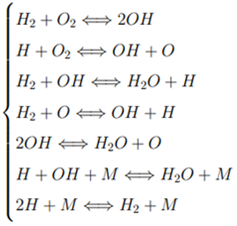 H₂ + O₂ ⟺ 2OH
H + O₂ ⟺ OH + O
H₂ + OH ⟺ H₂O + H
H₂ + O ⟺ OH + H
2OH ⟺ H₂O + O
H + OH + M ⟺ H₂O + M
2H + M ⟺ H₂ + M